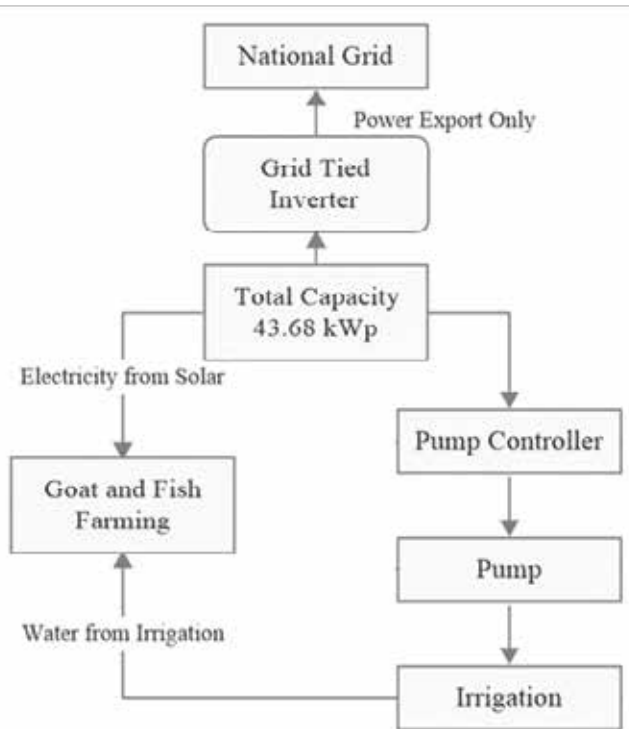 National Grid
Power Export Only
Grid Tied
Inverter
Total Capacity
43.68 kWp
Electricity from Solar
Pump Controller
Goat and Fish
Farming
Pump
Water from Irrigation
Irrigation